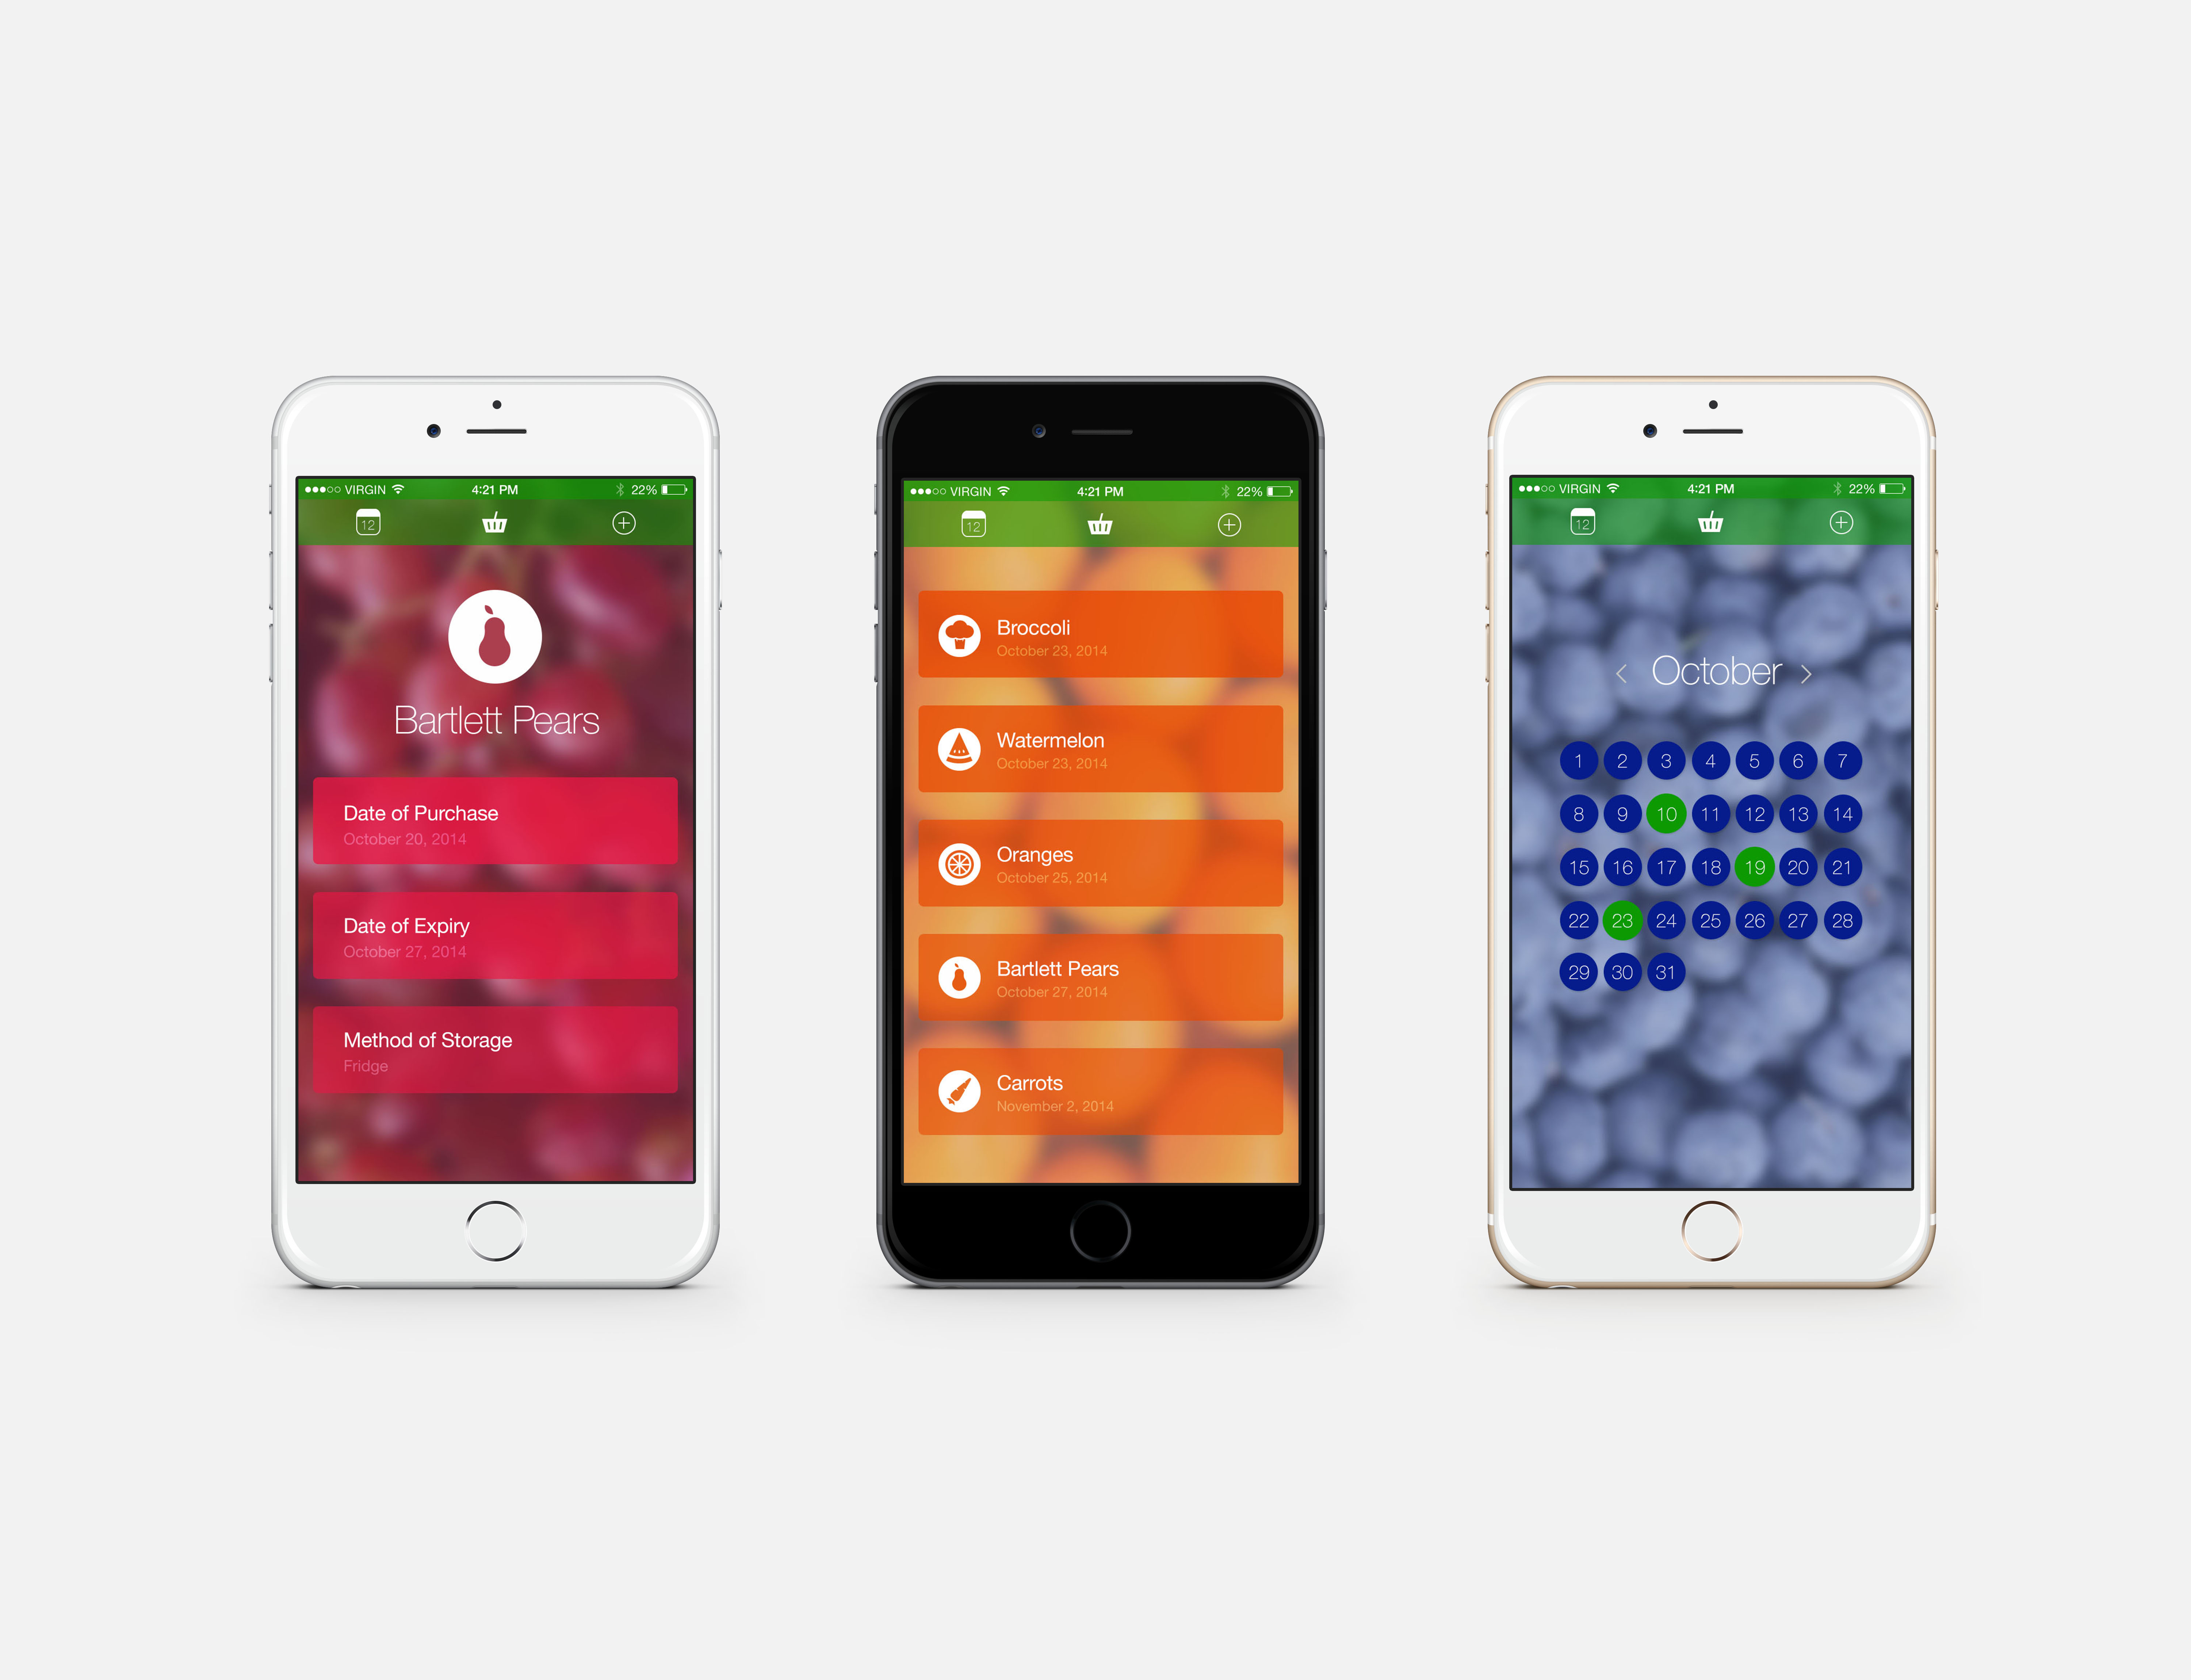 VIRGIN 4:21 PM 22%
12
Bartlett Pears
Date of Purchase
October 20, 2014
Date of Expiry
October 27, 2014
Method of Storage
Fridge
VIRGIN 4:21 PM 22%
12
Broccoli
October 23, 2014
Watermelon
October 23, 2014
Oranges
October 25, 2014
Bartlett Pears
October 27, 2014
Carrots
November 2, 2014
VIRGIN 4:21 PM 22%
12
< October >
1 2 3 4 5 6 7
8 9 10 11 12 13 14
15 16 17 18 19 20 21
22 23 24 25 26 27 28
29 30 31